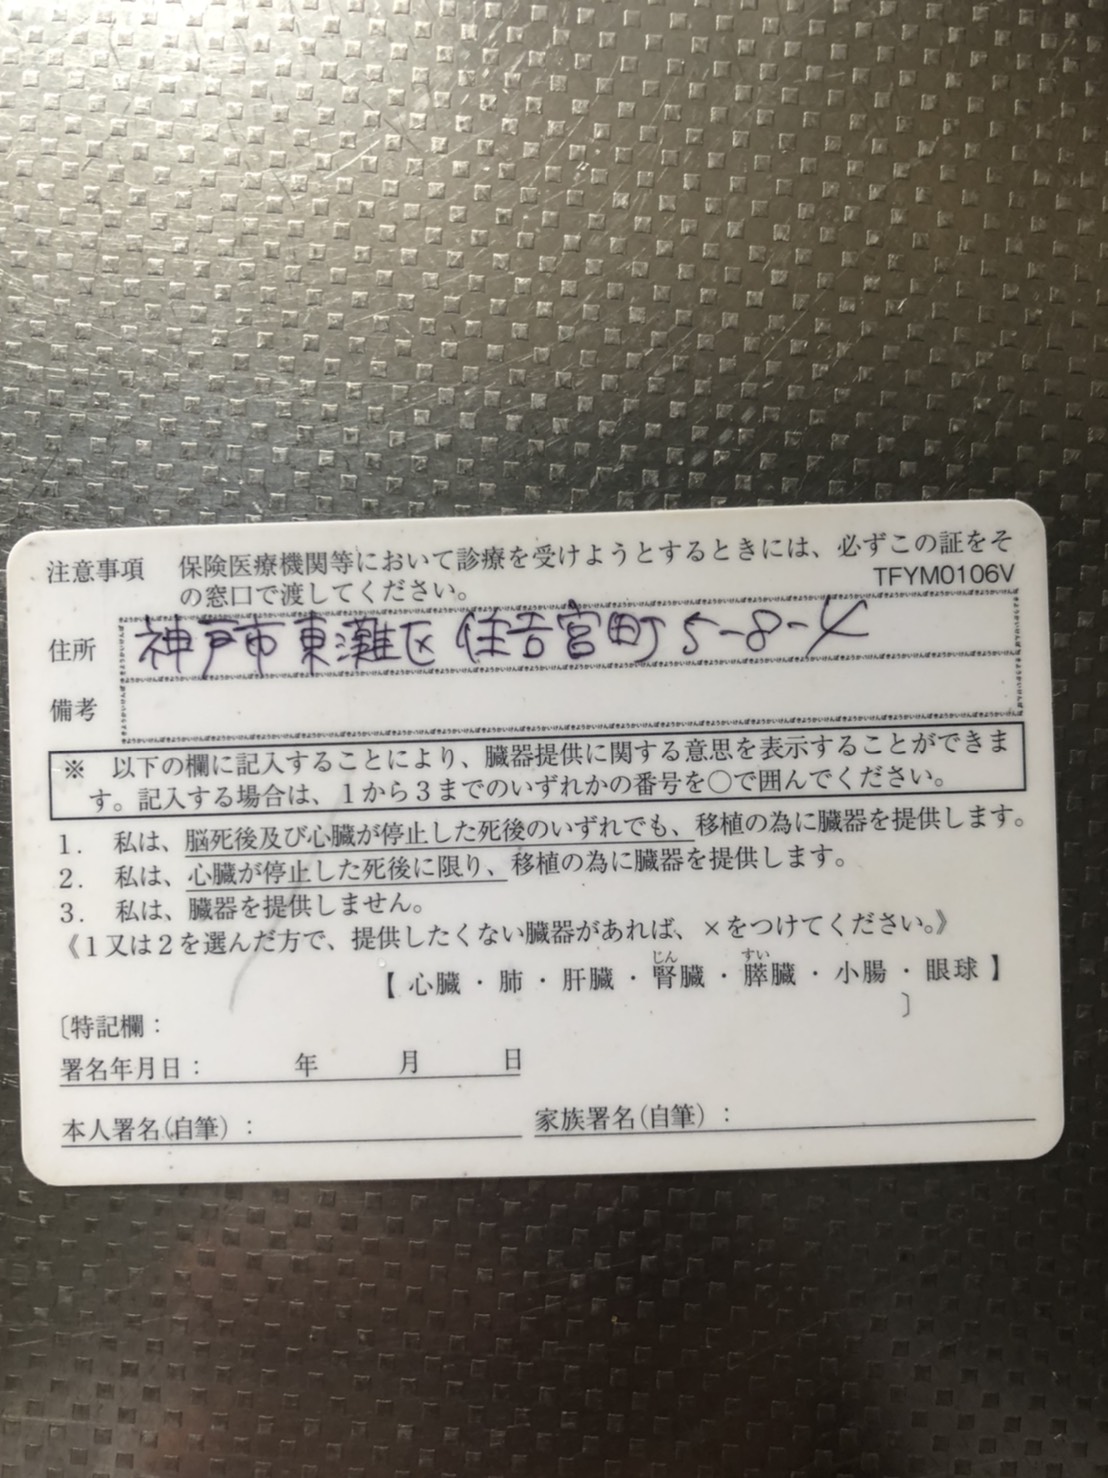 注意事項　保険医療機関等において診療を受けようとするときには、必ずこの証をそ
の窓口で渡してください。
TFYM0106V
住所　神戸市東灘区住吉宮町5-8-4
備考
※　以下の欄に記入することにより、臓器提供に関する意思を表示することができま
す。記入する場合は、1から3までのいずれかの番号を○で囲んでください。
1.　私は、脳死後及び心臓が停止した死後のいずれでも、移植の為に臓器を提供します。
2.　私は、心臓が停止した死後に限り、移植の為に臓器を提供します。
3.　私は、臓器を提供しません。
《1又は2を選んだ方で、提供したくない臓器があれば、×をつけてください。》
じん　すい
【 心臓 ・ 肺 ・ 肝臓 ・ 腎臓 ・ 膵臓 ・ 小腸 ・ 眼球 】
〔特記欄：　〕
署名年月日：　年　月　日
本人署名(自筆)：　家族署名(自筆)：